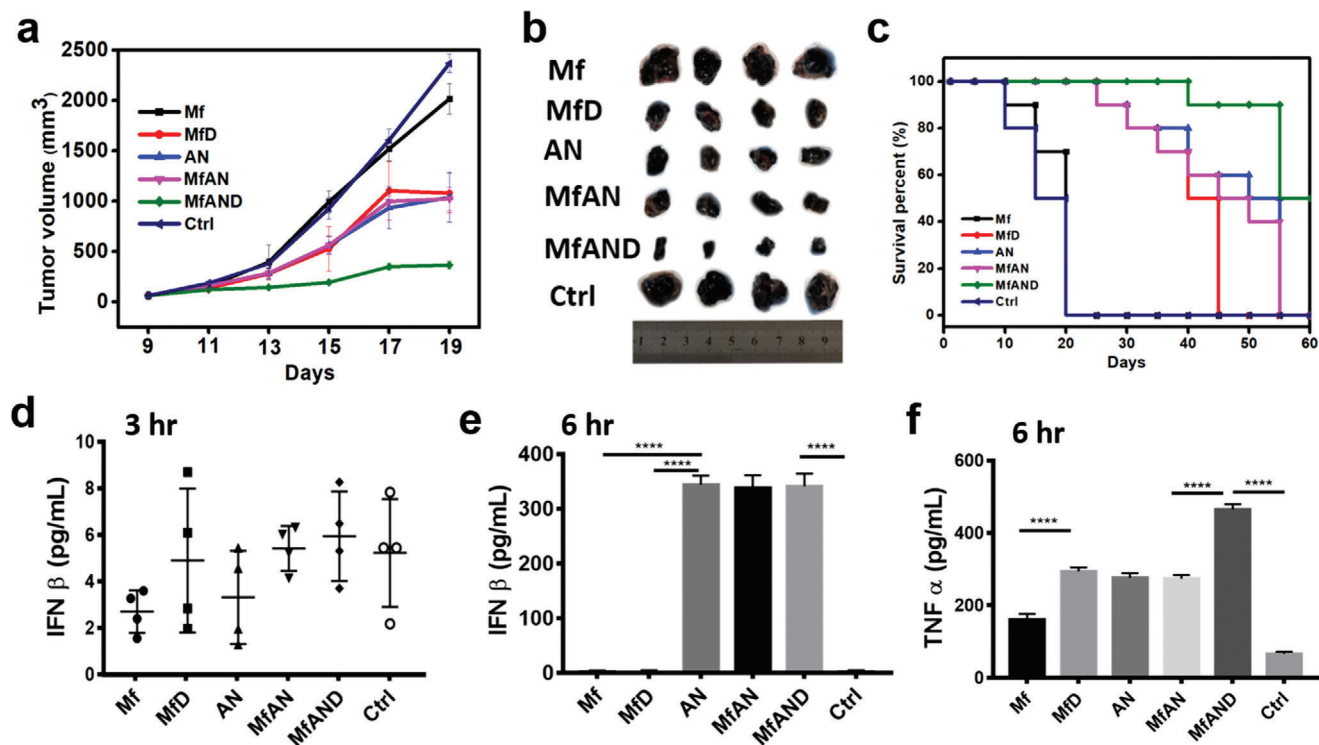 a
Tumor volume (mm³)
2500
2000
1500
1000
500
0
Mf
MfD
AN
MfAN
MfAND
Ctrl
9 11 13 15 17 19
Days
b
Mf
MfD
AN
MfAN
MfAND
Ctrl
1 2 3 4 5 6 7 8 9
c
Survival percent (%)
100
80
60
40
20
0
Mf
MfD
AN
MfAN
MfAND
Ctrl
0 10 20 30 40 50 60
Days
d
3 hr
IFN β (pg/mL)
10
8
6
4
2
0
Mf MfD AN MfAN MfAND Ctrl
e
6 hr
IFN β (pg/mL)
400
300
200
100
0
****
****
****
Mf MfD AN MfAN MfAND Ctrl
f
6 hr
TNF α (pg/mL)
600
400
200
0
****
****
****
Mf MfD AN MfAN MfAND Ctrl